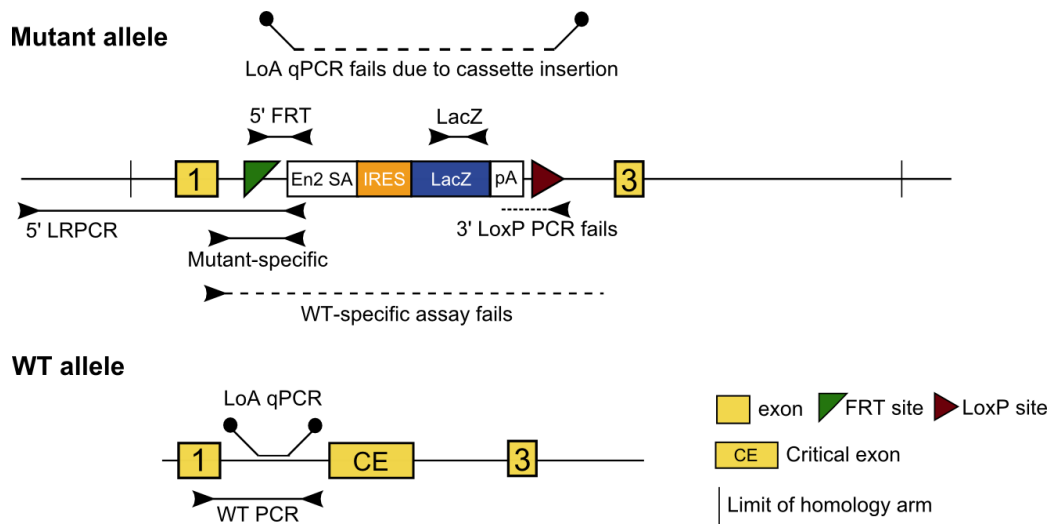 Mutant allele
LoA qPCR fails due to cassette insertion
5' FRT
LacZ
1
En2 SA
IRES
LacZ
pA
3
5' LRPCR
3' LoxP PCR fails
Mutant-specific
WT-specific assay fails
WT allele
LoA qPCR
1
CE
3
WT PCR
exon
FRT site
LoxP site
CE
Critical exon
Limit of homology arm